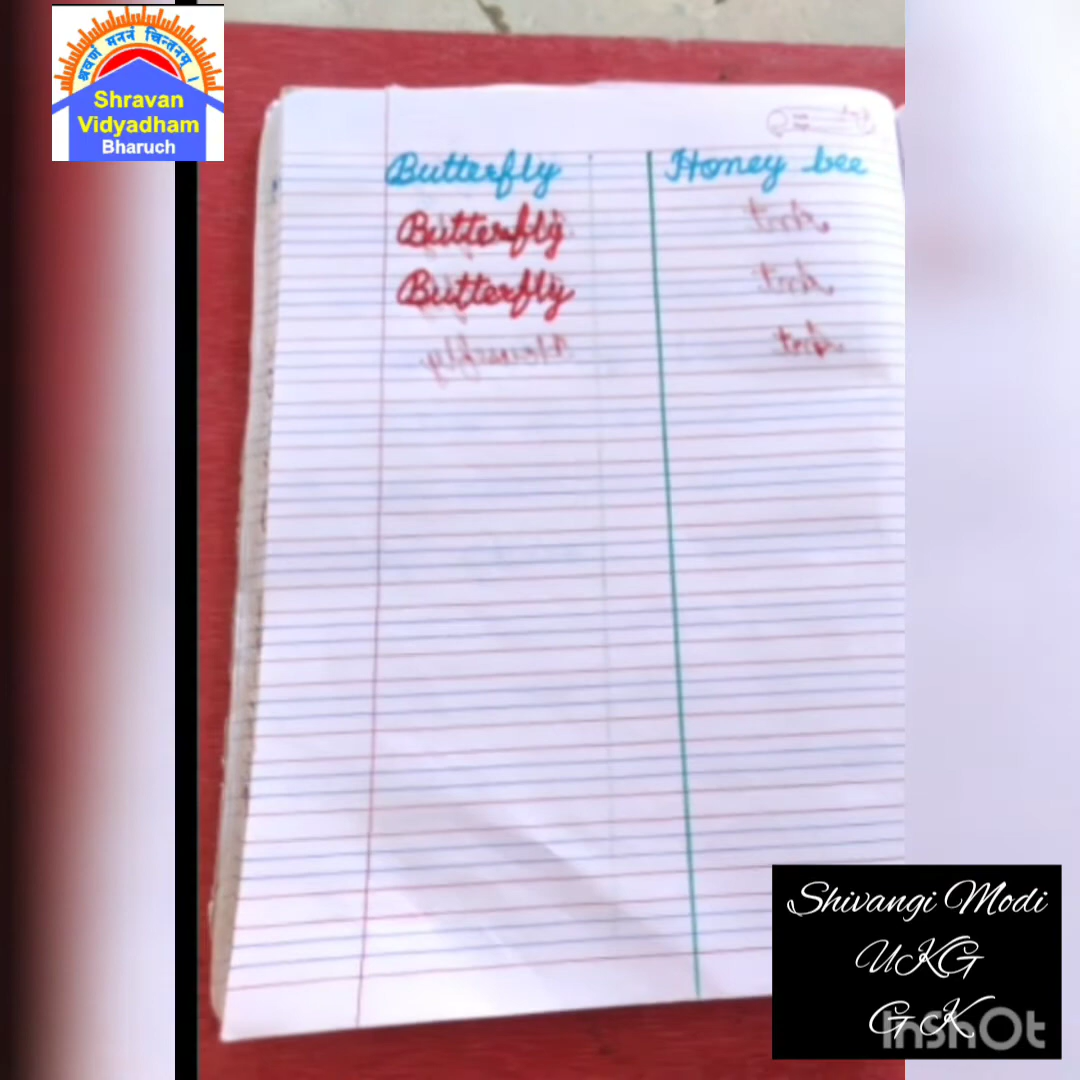 श्रवणं मननं चिन्तनम् ।
Shravan
Vidyadham
Bharuch
Butterfly Honey bee
Butterfly
Butterfly
Shivangi Modi
UKG
GK
InShOt